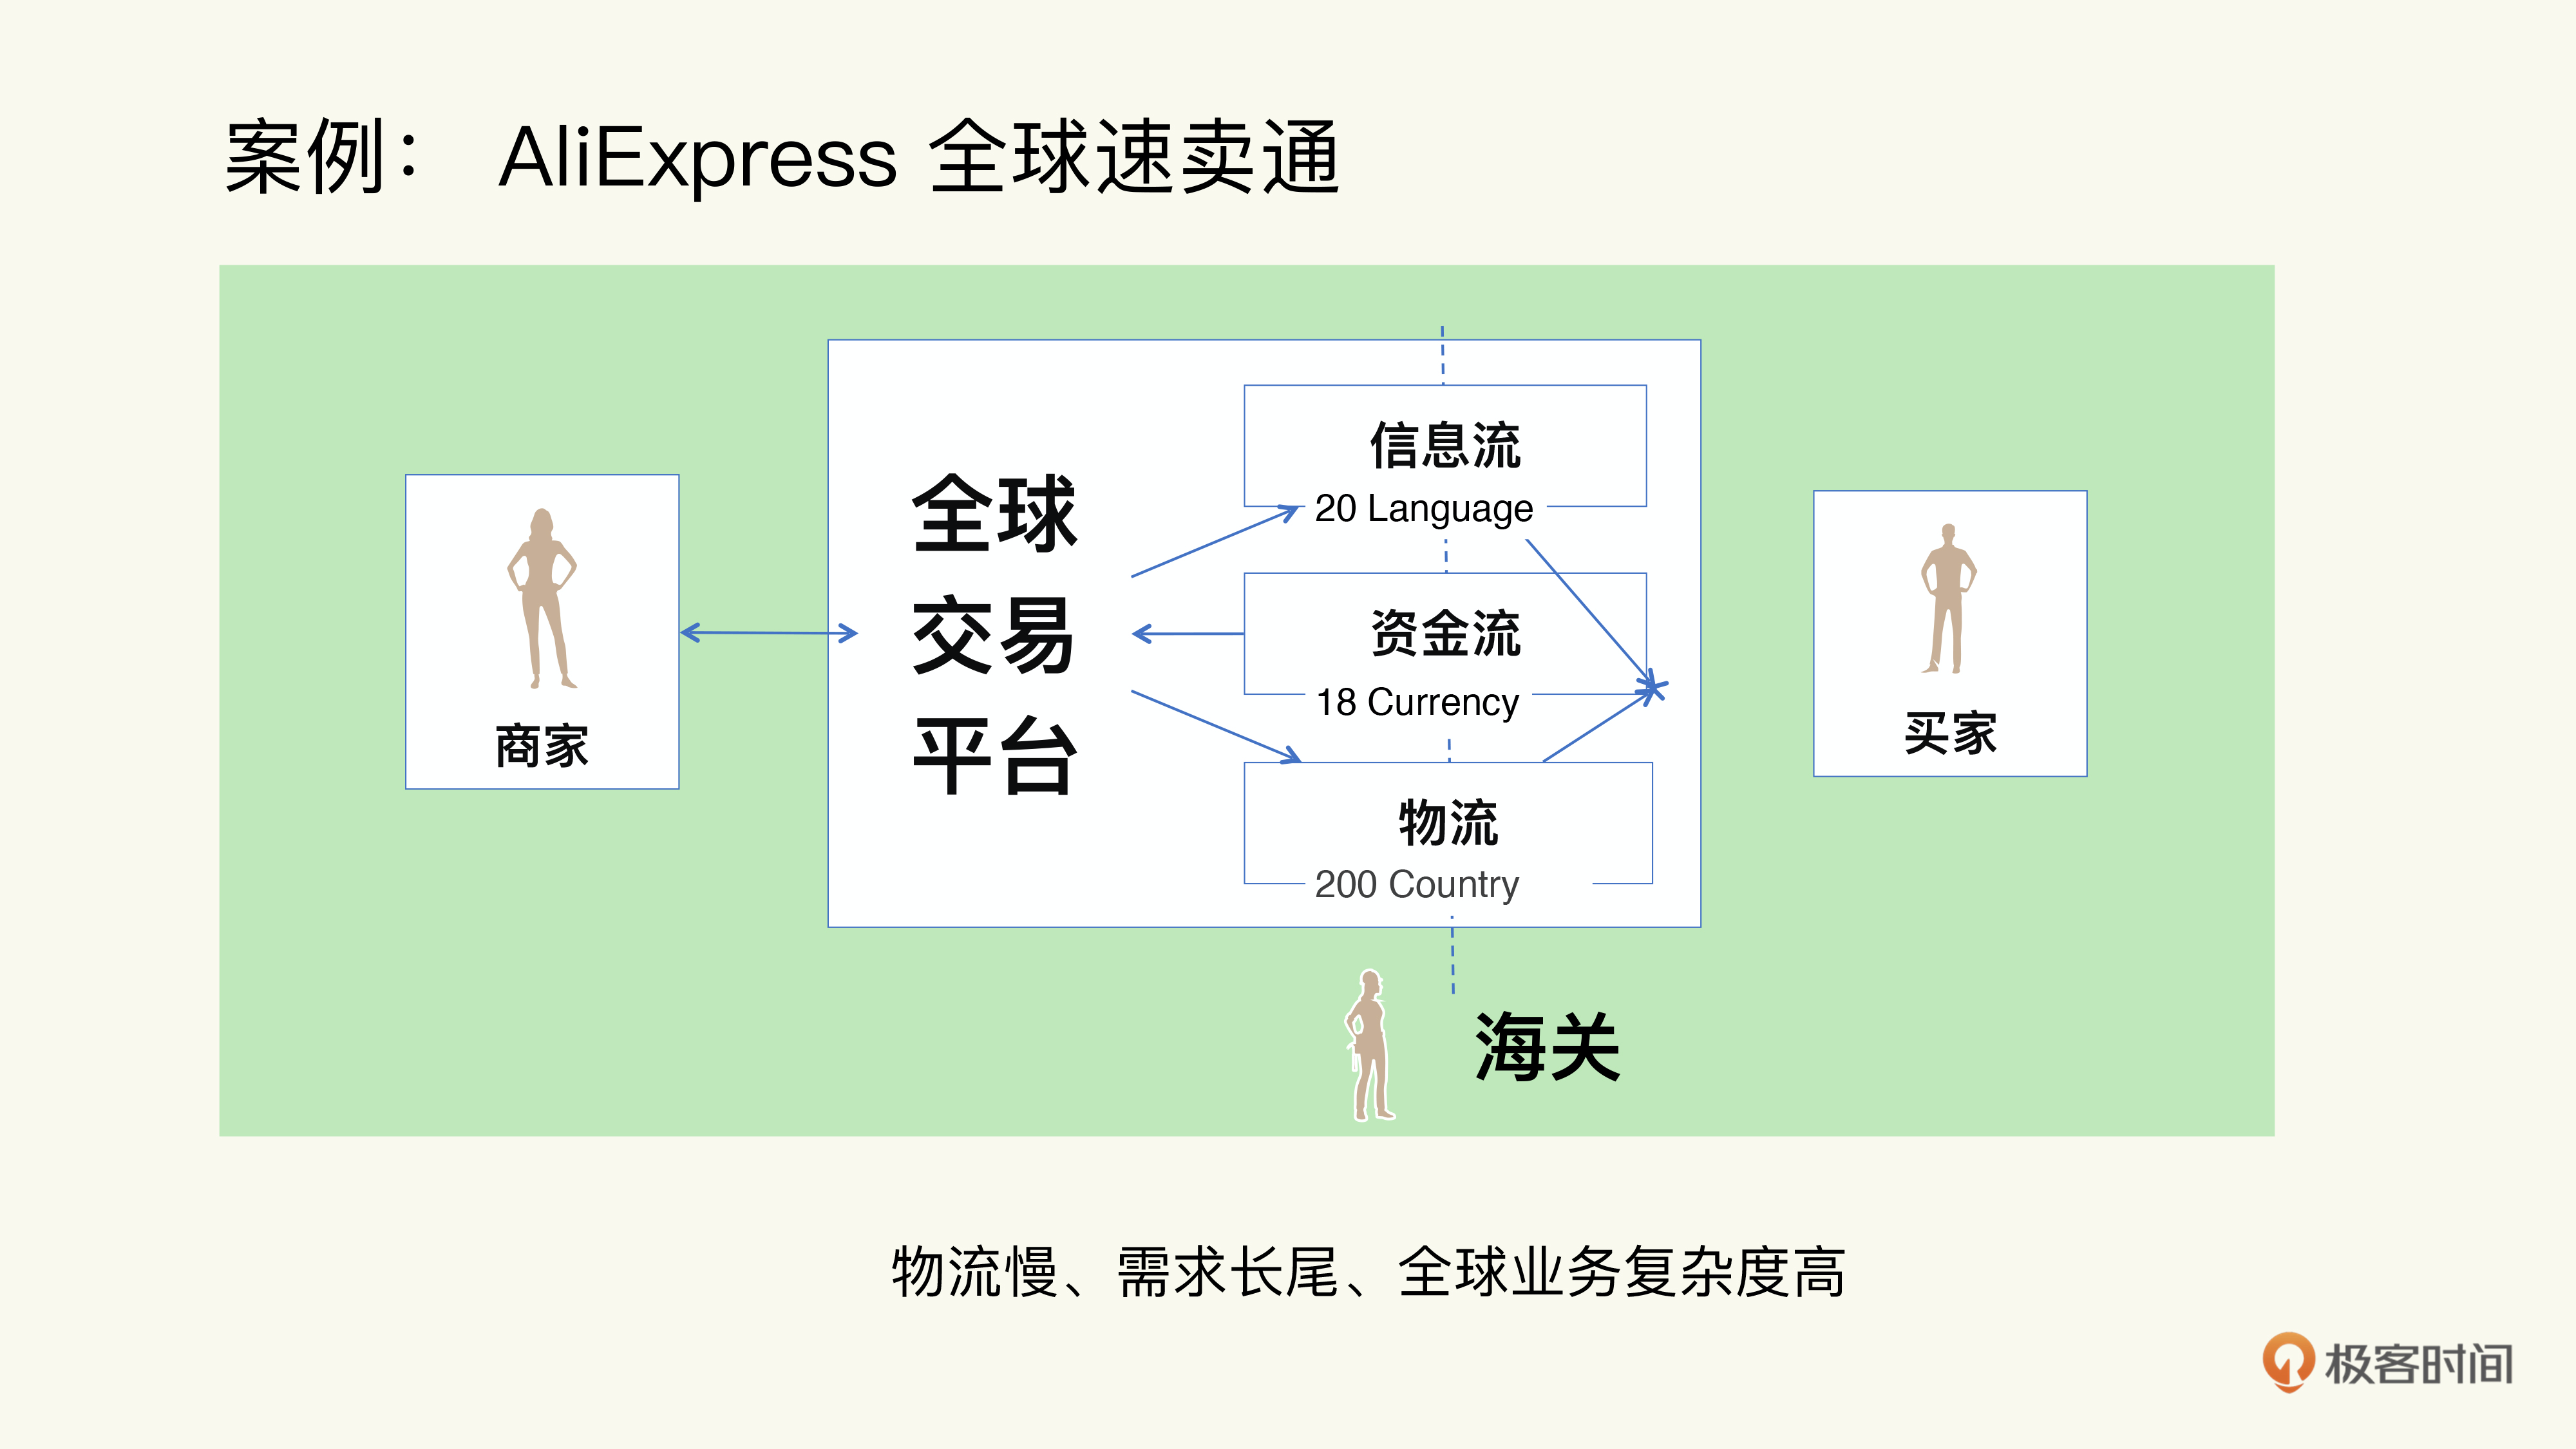 案例： AliExpress 全球速卖通
商家
全球
交易
平台
信息流
20 Language
资金流
18 Currency
物流
200 Country
买家
海关
物流慢、需求长尾、全球业务复杂度高
极客时间